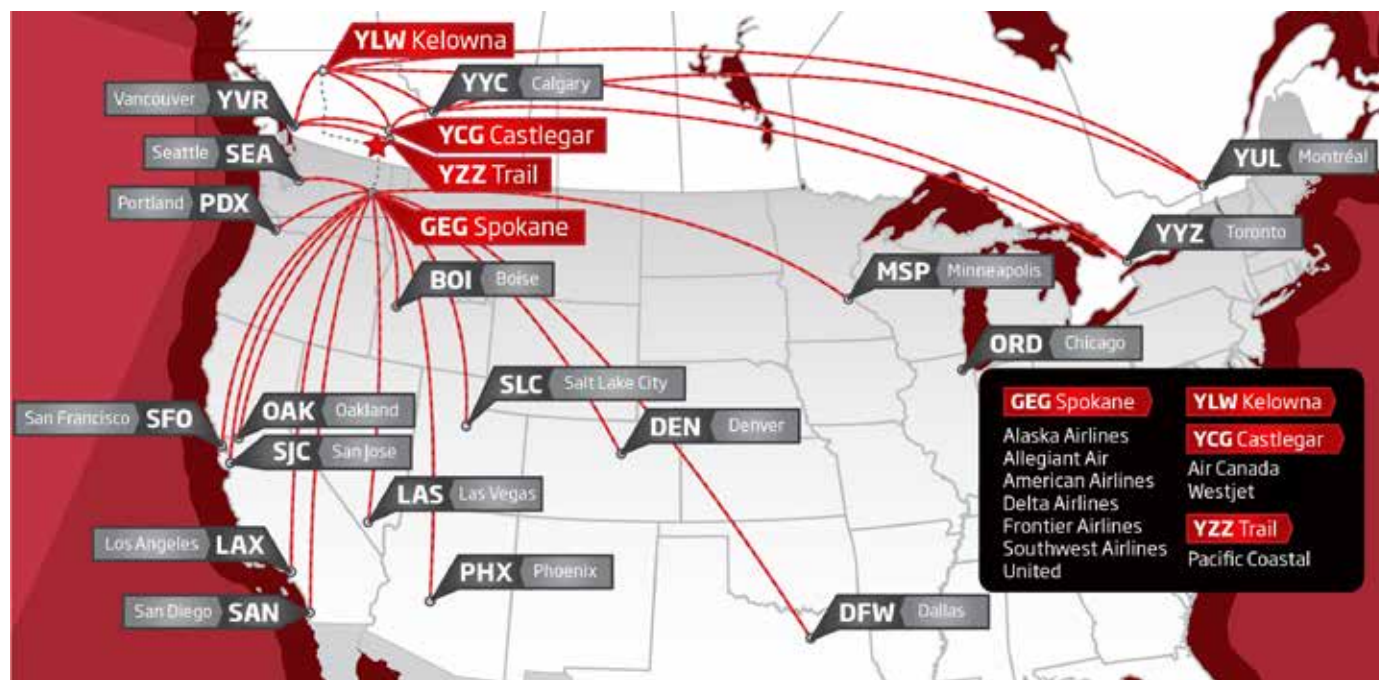 YLW Kelowna
YYC Calgary
Vancouver YVR
YCG Castlegar
Seattle SEA
YUL Montréal
YZZ Trail
Portland PDX
GEG Spokane
YYZ Toronto
BOI Boise
MSP Minneapolis
ORD Chicago
SLC Salt Lake City
San Francisco SFO
OAK Oakland
DEN Denver
SJC San Jose
LAS Las Vegas
Los Angeles LAX
PHX Phoenix
San Diego SAN
DFW Dallas
GEG Spokane
Alaska Airlines
Allegiant Air
American Airlines
Delta Airlines
Frontier Airlines
Southwest Airlines
United
YLW Kelowna
YCG Castlegar
Air Canada
Westjet
YZZ Trail
Pacific Coastal